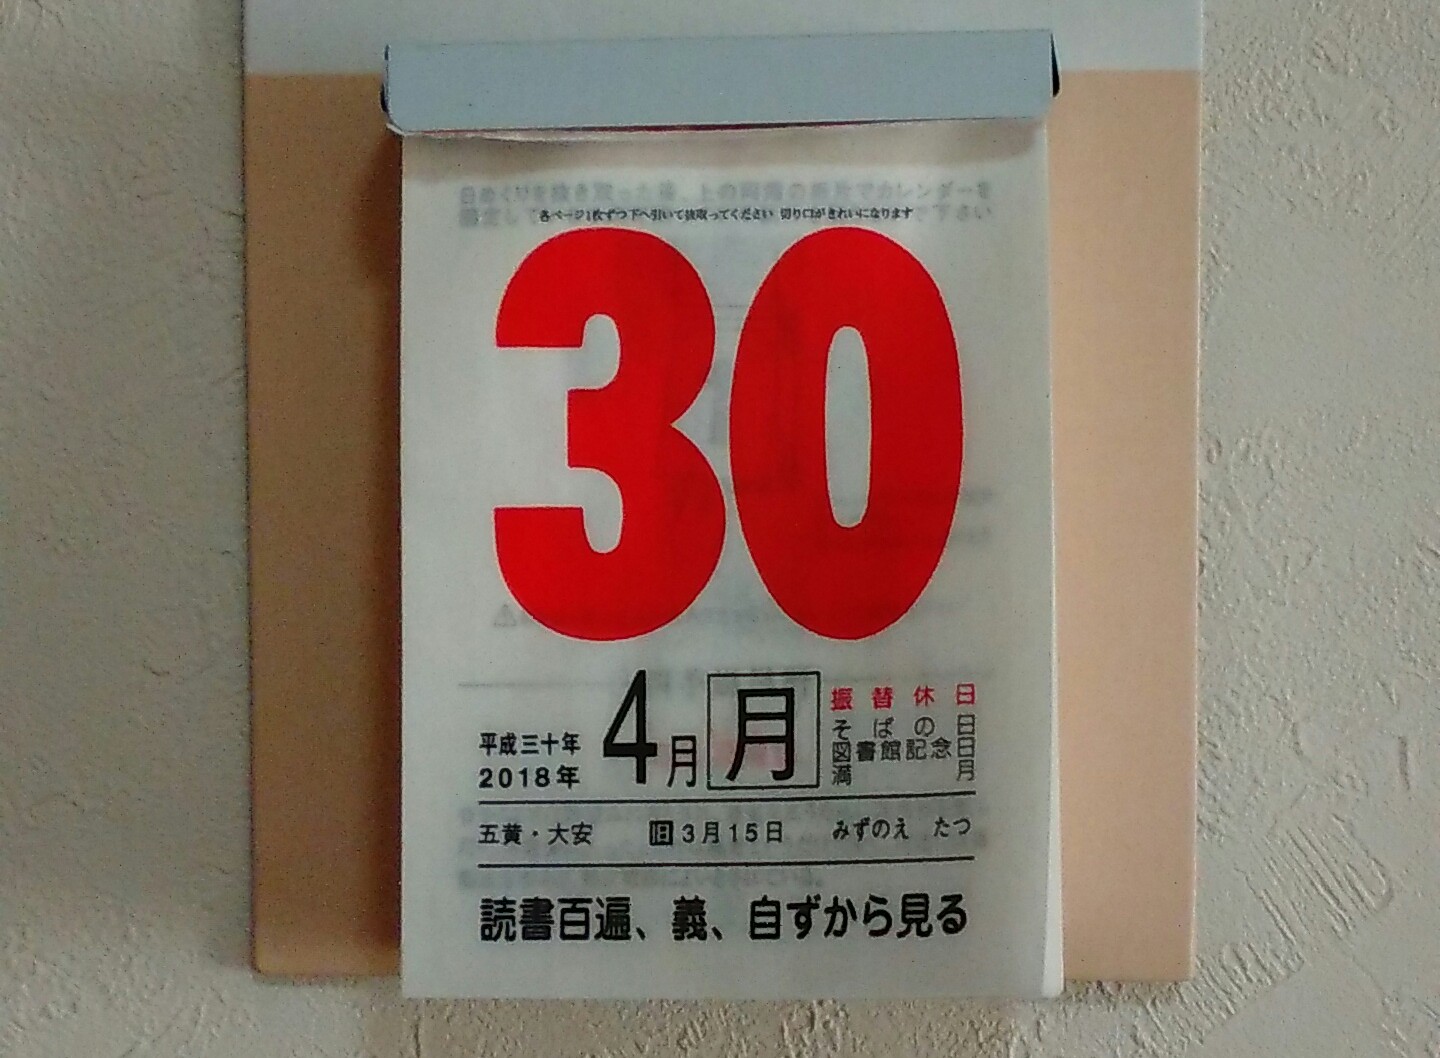 各ページ1枚ずつ下へ引いて抜取ってください 切り口がきれいになります
30
平成三十年
2018年
4月
月
振替休日
そばの日
図書館記念日
満月
五黄・大安 旧3月15日 みずのえ たつ
読書百遍、義、自ずから見る